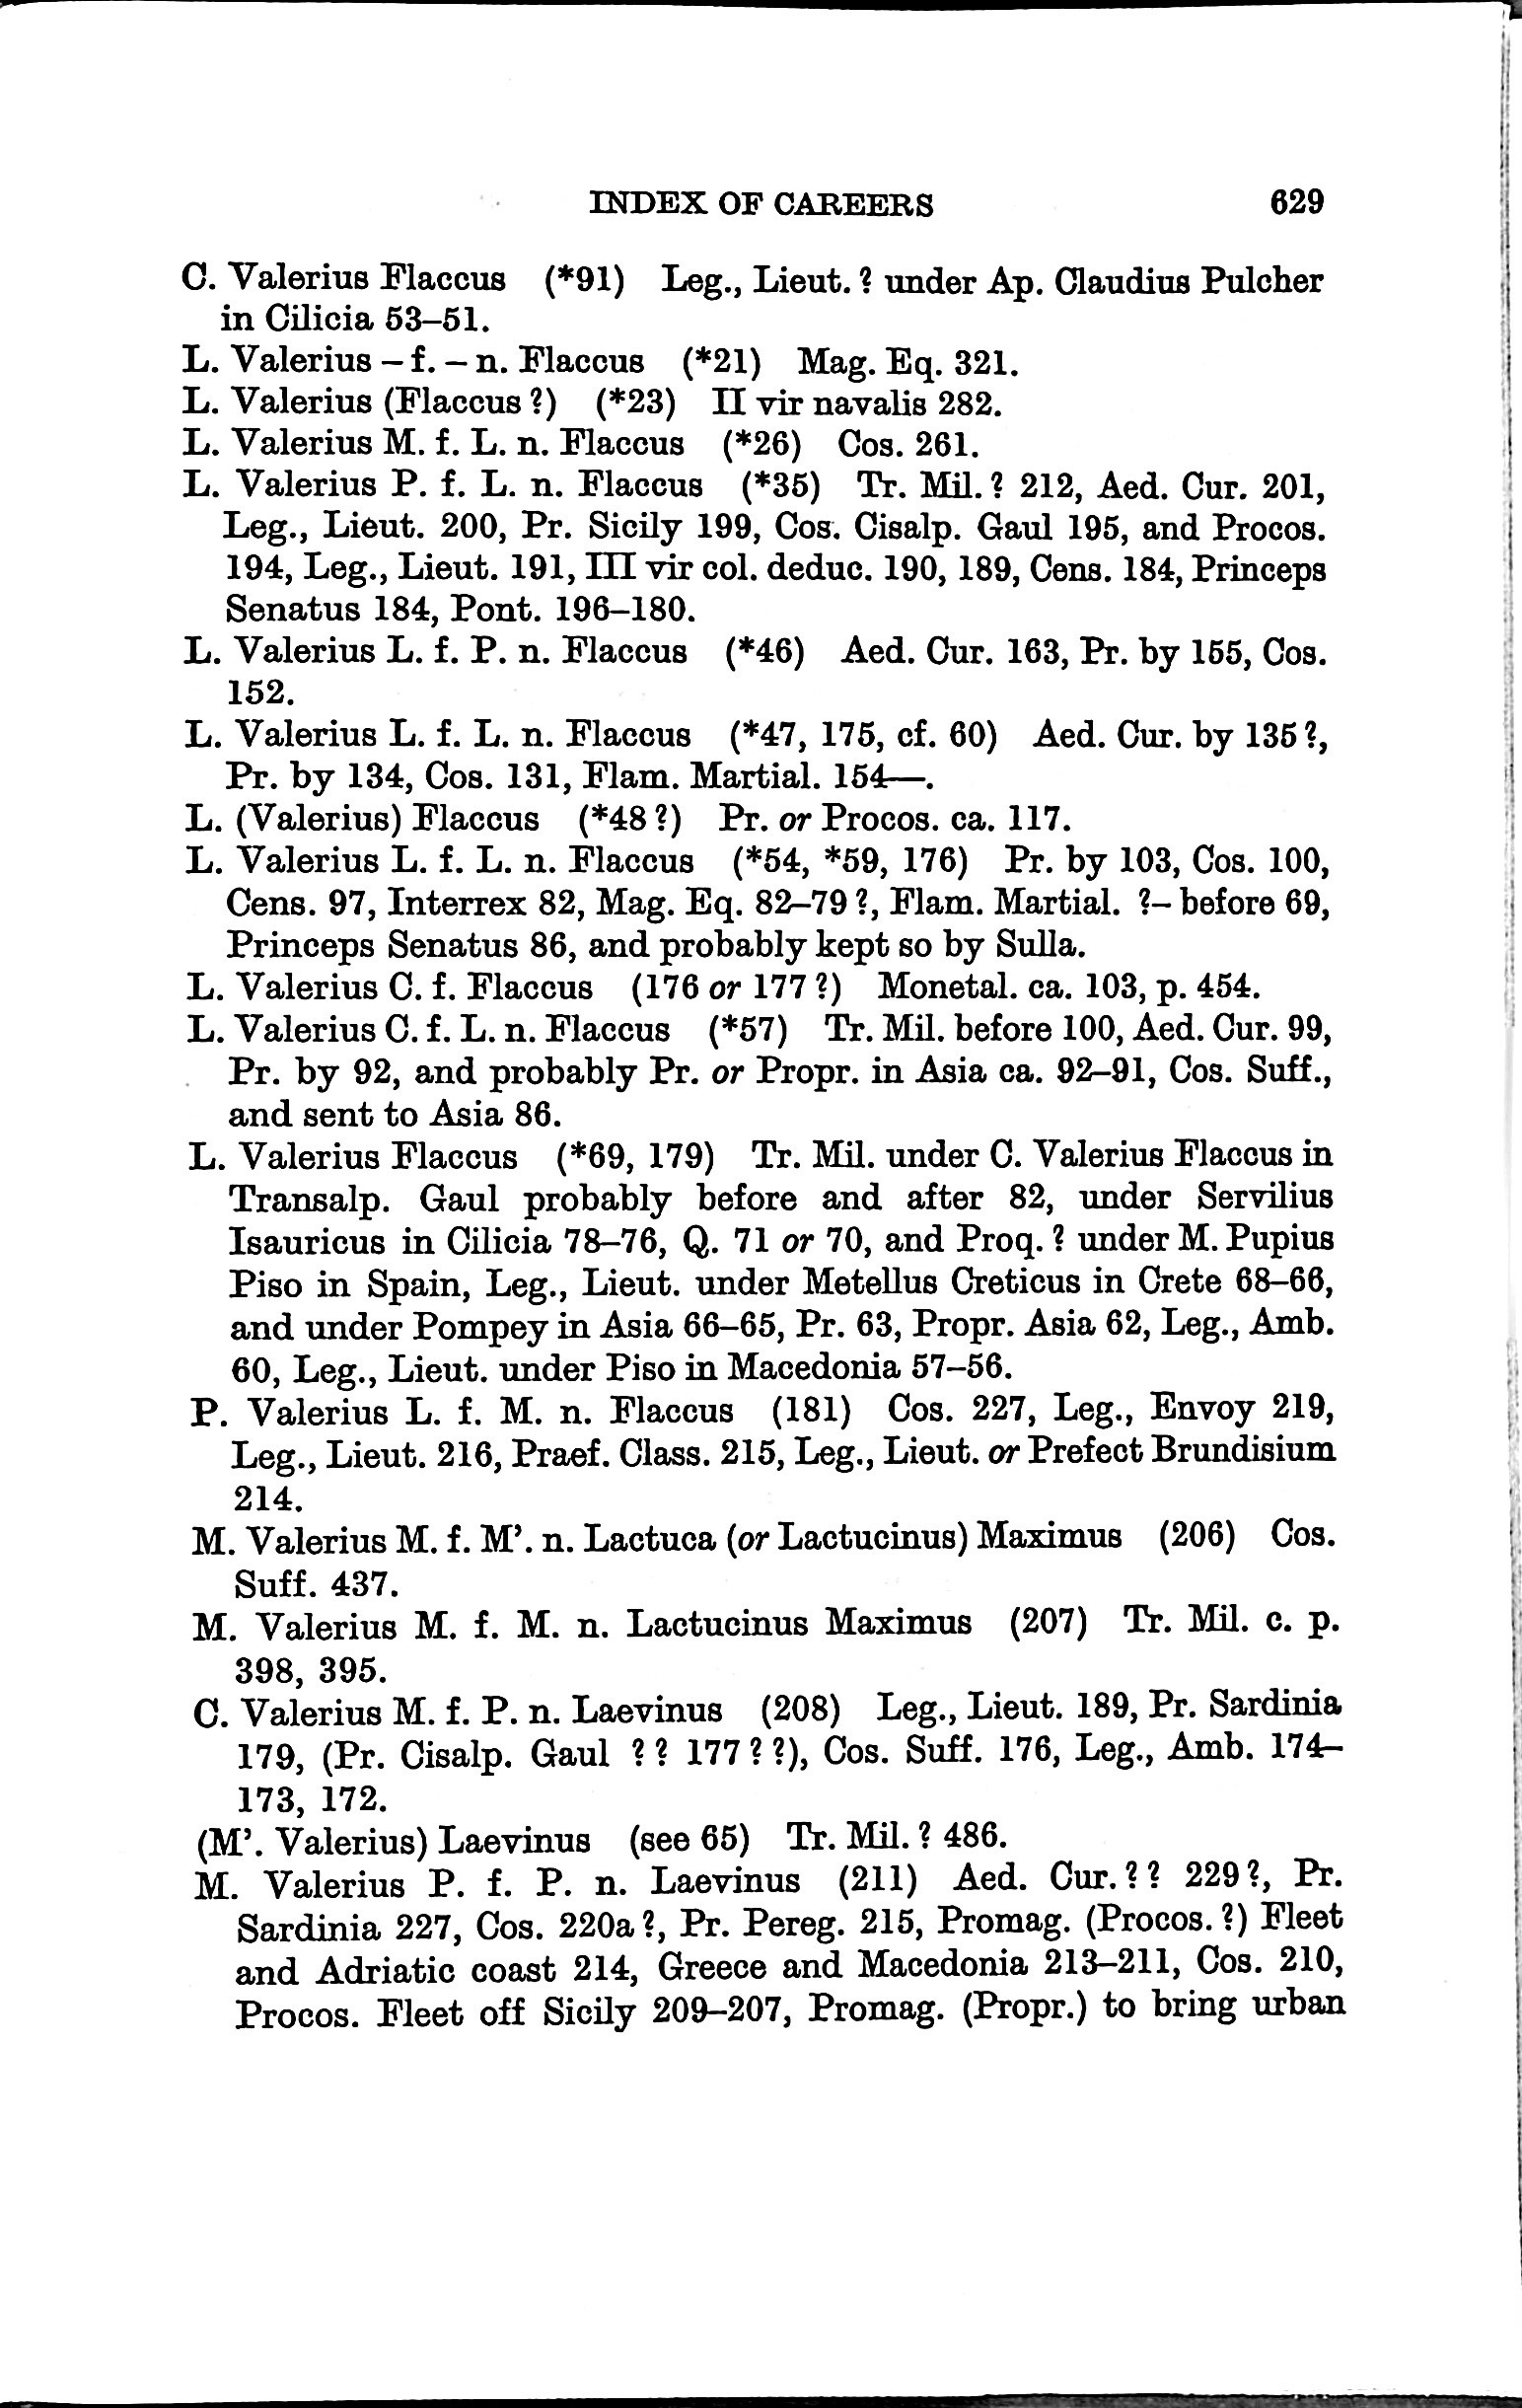 INDEX OF CAREERS 629
C. Valerius Flaccus (*91) Leg., Lieut. ? under Ap. Claudius Pulcher
in Cilicia 53–51.
L. Valerius – f. – n. Flaccus (*21) Mag. Eq. 321.
L. Valerius (Flaccus ?) (*23) II vir navalis 282.
L. Valerius M. f. L. n. Flaccus (*26) Cos. 261.
L. Valerius P. f. L. n. Flaccus (*35) Tr. Mil. ? 212, Aed. Cur. 201,
Leg., Lieut. 200, Pr. Sicily 199, Cos. Cisalp. Gaul 195, and Procos.
194, Leg., Lieut. 191, III vir col. deduc. 190, 189, Cens. 184, Princeps
Senatus 184, Pont. 196–180.
L. Valerius L. f. P. n. Flaccus (*46) Aed. Cur. 163, Pr. by 155, Cos.
152.
L. Valerius L. f. L. n. Flaccus (*47, 175, cf. 60) Aed. Cur. by 135 ?,
Pr. by 134, Cos. 131, Flam. Martial. 154—.
L. (Valerius) Flaccus (*48 ?) Pr. or Procos. ca. 117.
L. Valerius L. f. L. n. Flaccus (*54, *59, 176) Pr. by 103, Cos. 100,
Cens. 97, Interrex 82, Mag. Eq. 82–79 ?, Flam. Martial. ?– before 69,
Princeps Senatus 86, and probably kept so by Sulla.
L. Valerius C. f. Flaccus (176 or 177 ?) Monetal. ca. 103, p. 454.
L. Valerius C. f. L. n. Flaccus (*57) Tr. Mil. before 100, Aed. Cur. 99,
Pr. by 92, and probably Pr. or Propr. in Asia ca. 92–91, Cos. Suff.,
and sent to Asia 86.
L. Valerius Flaccus (*69, 179) Tr. Mil. under C. Valerius Flaccus in
Transalp. Gaul probably before and after 82, under Servilius
Isauricus in Cilicia 78–76, Q. 71 or 70, and Proq. ? under M. Pupius
Piso in Spain, Leg., Lieut. under Metellus Creticus in Crete 68–66,
and under Pompey in Asia 66–65, Pr. 63, Propr. Asia 62, Leg., Amb.
60, Leg., Lieut. under Piso in Macedonia 57–56.
P. Valerius L. f. M. n. Flaccus (181) Cos. 227, Leg., Envoy 219,
Leg., Lieut. 216, Praef. Class. 215, Leg., Lieut. or Prefect Brundisium
214.
M. Valerius M. f. M’. n. Lactuca (or Lactucinus) Maximus (206) Cos.
Suff. 437.
M. Valerius M. f. M. n. Lactucinus Maximus (207) Tr. Mil. c. p.
398, 395.
C. Valerius M. f. P. n. Laevinus (208) Leg., Lieut. 189, Pr. Sardinia
179, (Pr. Cisalp. Gaul ? ? 177 ? ?), Cos. Suff. 176, Leg., Amb. 174–
173, 172.
(M’. Valerius) Laevinus (see 65) Tr. Mil. ? 486.
M. Valerius P. f. P. n. Laevinus (211) Aed. Cur. ? ? 229 ?, Pr.
Sardinia 227, Cos. 220a ?, Pr. Pereg. 215, Promag. (Procos. ?) Fleet
and Adriatic coast 214, Greece and Macedonia 213–211, Cos. 210,
Procos. Fleet off Sicily 209–207, Promag. (Propr.) to bring urban